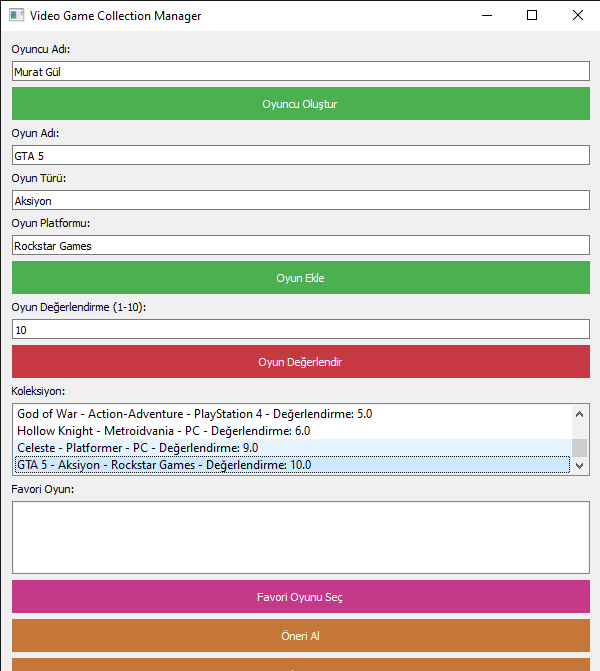 Video Game Collection Manager
Oyuncu Adı:
Murat Gül
Oyuncu Oluştur
Oyun Adı:
GTA 5
Oyun Türü:
Aksiyon
Oyun Platformu:
Rockstar Games
Oyun Ekle
Oyun Değerlendirme (1-10):
10
Oyun Değerlendir
Koleksiyon:
God of War - Action-Adventure - PlayStation 4 - Değerlendirme: 5.0
Hollow Knight - Metroidvania - PC - Değerlendirme: 6.0
Celeste - Platformer - PC - Değerlendirme: 9.0
GTA 5 - Aksiyon - Rockstar Games - Değerlendirme: 10.0
Favori Oyun:
Favori Oyunu Seç
Öneri Al